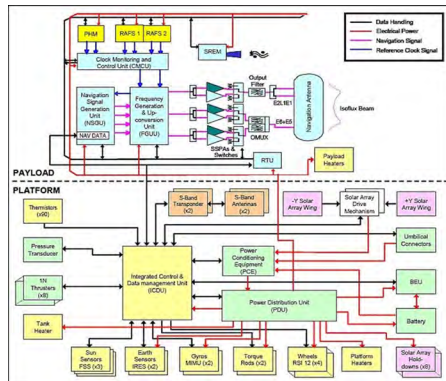 PHM
RAFS 1
RAFS 2
Clock Monitoring and
Control Unit (CMCU)
SREM
Data Handling
Electrical Power
Navigation Signal
Reference Clock Signal
Navigation
Signal
Generation
Unit
(NSGU)
NAV DATA
Frequency
Generation
& Up-
conversion
Unit
(FGUU)
Output
Filter
E2L1E1
E6+E5
SSPAs &
Switches
OMUX
Navigation Antenna
Isoflux Beam
RTU
Payload
Heaters
PAYLOAD
PLATFORM
Thermistors
(x90)
Pressure
Transducer
1N
Thrusters
(x8)
Tank
Heater
S-Band
Transponder
(x2)
S-Band
Antennas
(x2)
-Y Solar
Array Wing
Solar Array
Drive
Mechanism
+Y Solar
Array Wing
Integrated Control &
Data management Unit
(ICDU)
Power
Conditioning
Equipment
(PCE)
Umbilical
Connectors
Power Distribution Unit
(PDU)
BEU
Battery
Sun
Sensors
FSS (x3)
Earth
Sensors
IRES (x2)
Gyros
MIMU (x2)
Torque
Rods (x2)
Wheels
RSI 12 (x4)
Platform
Heaters
Solar Array
Hold-
downs (x8)